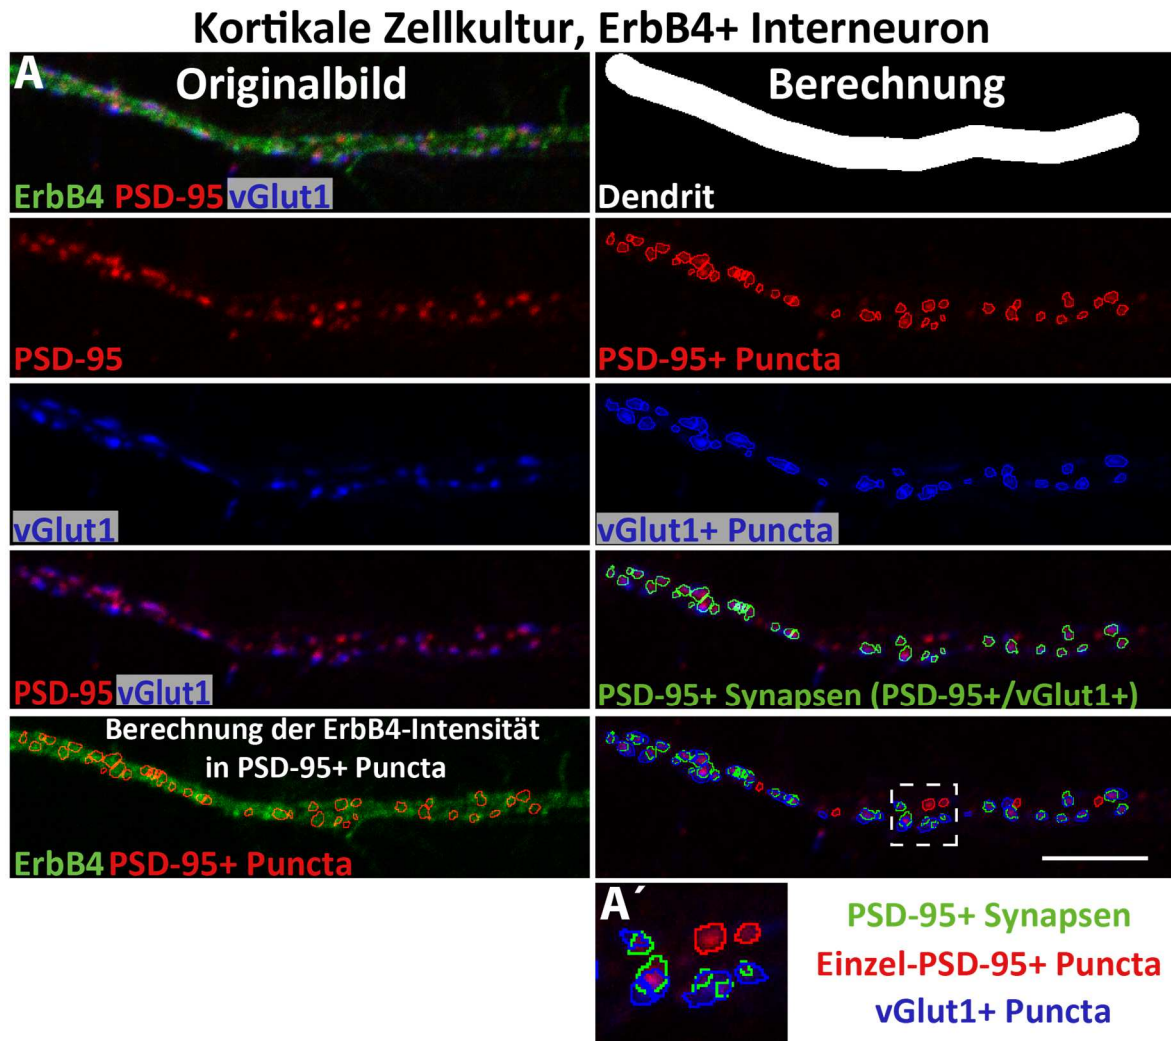 Kortikale Zellkultur, ErbB4+ Interneuron
A
Originalbild
Berechnung
ErbB4 PSD-95 vGlut1
Dendrit
PSD-95
PSD-95+ Puncta
vGlut1
vGlut1+ Puncta
PSD-95 vGlut1
PSD-95+ Synapsen (PSD-95+/vGlut1+)
Berechnung der ErbB4-Intensität
in PSD-95+ Puncta
ErbB4 PSD-95+ Puncta
A´
PSD-95+ Synapsen
Einzel-PSD-95+ Puncta
vGlut1+ Puncta